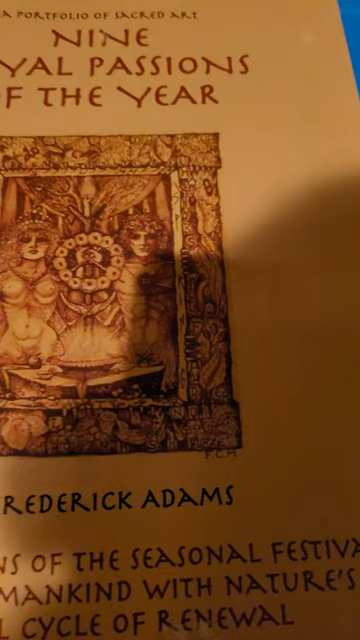 A PORTFOLIO OF SACRED ART
NINE
YAL PASSIONS
OF THE YEAR
F.C.A.
REDERICK ADAMS
NS OF THE SEASONAL FESTIVA
MANKIND WITH NATURE'S
L CYCLE OF RENEWAL